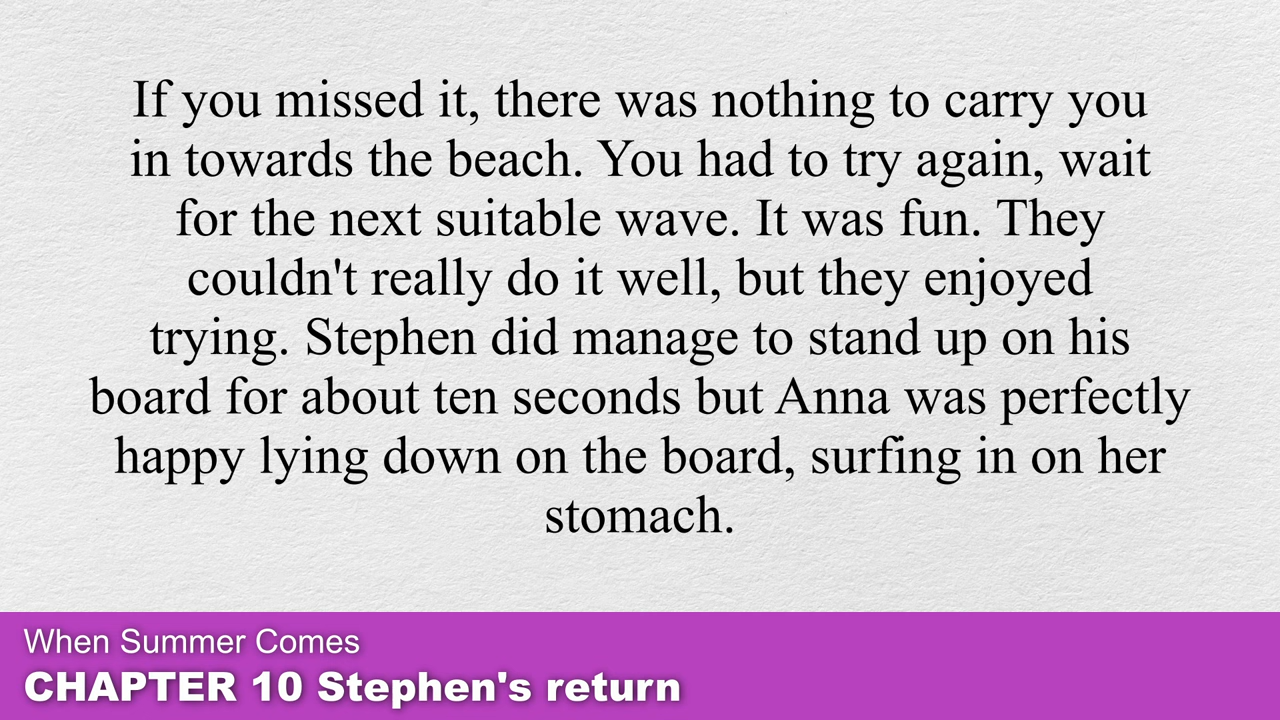 If you missed it, there was nothing to carry you
in towards the beach. You had to try again, wait
for the next suitable wave. It was fun. They
couldn't really do it well, but they enjoyed
trying. Stephen did manage to stand up on his
board for about ten seconds but Anna was perfectly
happy lying down on the board, surfing in on her
stomach.
When Summer Comes
CHAPTER 10 Stephen's return